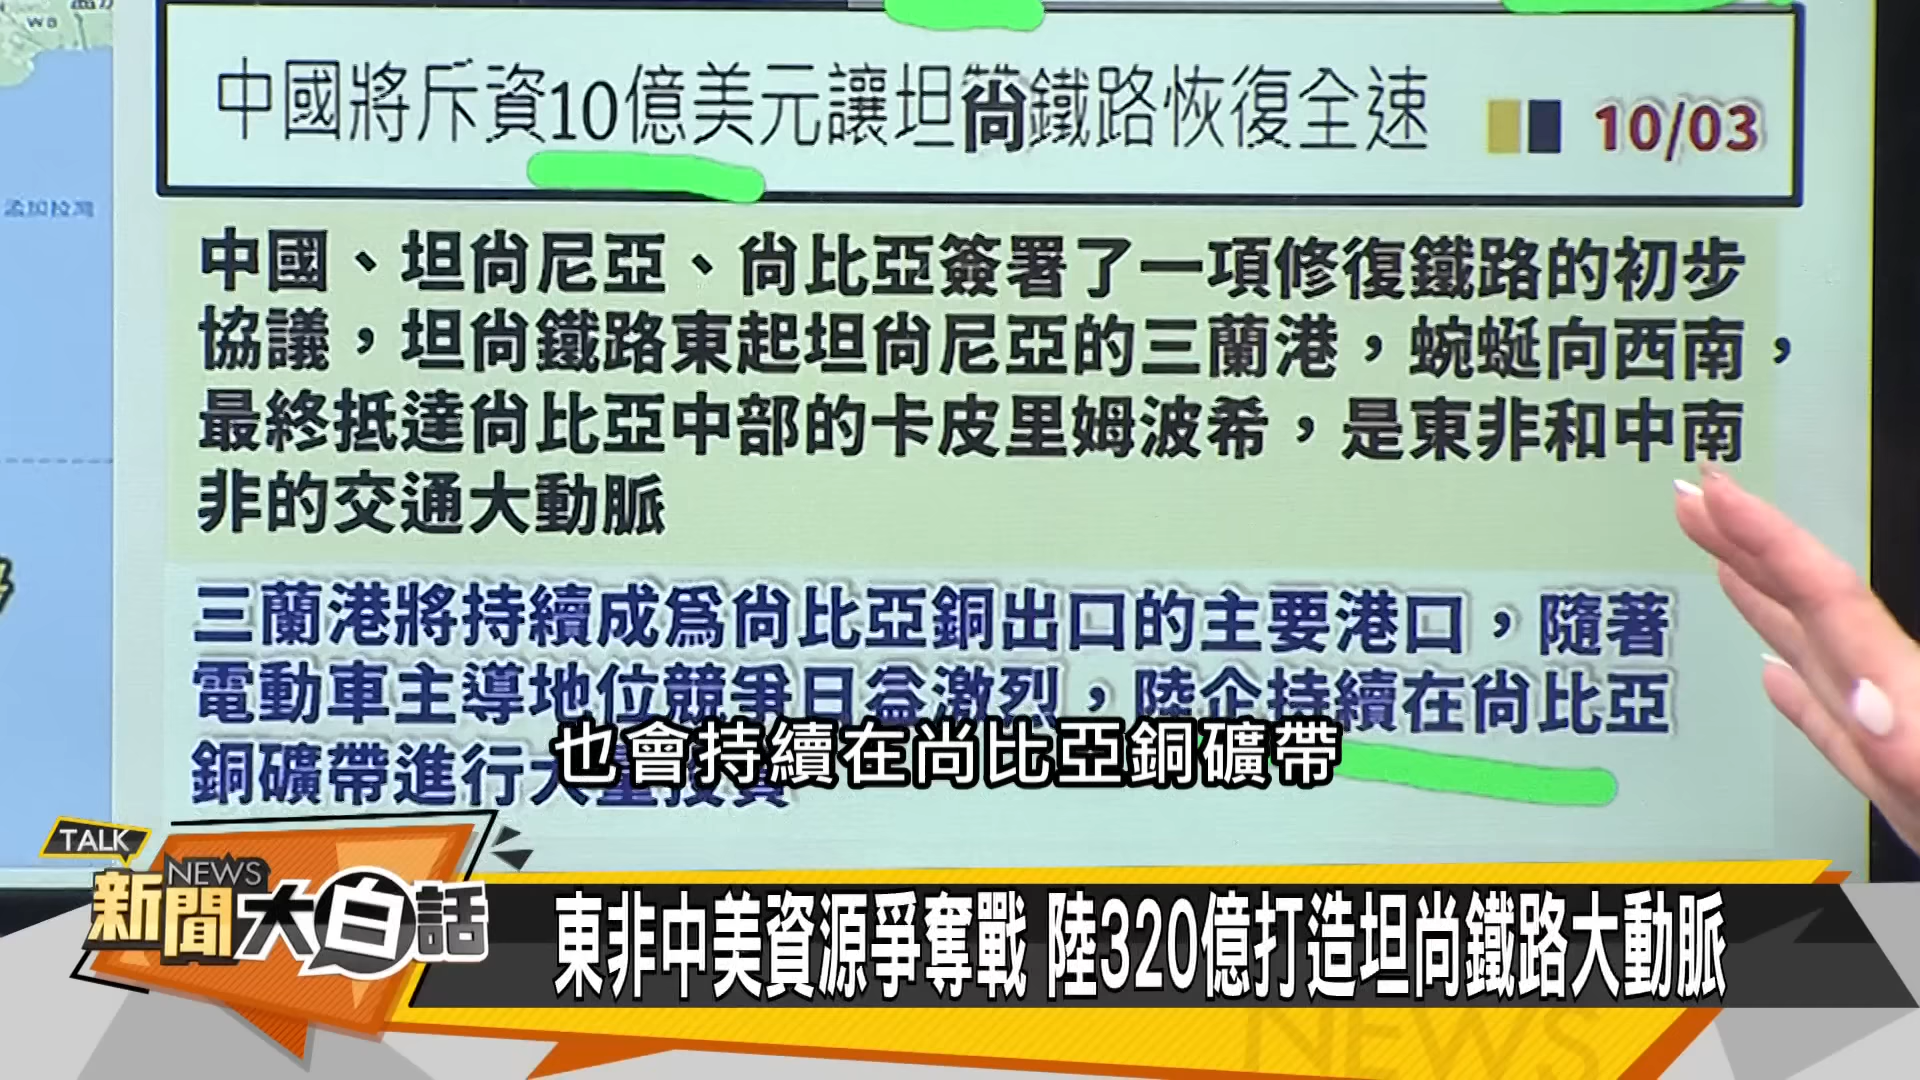 孟加拉灣
中國將斥資10億美元讓坦尚鐵路恢復全速 10/03
中國、坦尚尼亞、尚比亞簽署了一項修復鐵路的初步
協議，坦尚鐵路東起坦尚尼亞的三蘭港，蜿蜒向西南，
最終抵達尚比亞中部的卡皮里姆波希，是東非和中南
非的交通大動脈
三蘭港將持續成為尚比亞銅出口的主要港口，隨著
電動車主導地位競爭日益激烈，陸企持續在尚比亞
銅礦帶進行大量投資
也會持續在尚比亞銅礦帶
TALK
NEWS
新聞大白話
東非中美資源爭奪戰 陸320億打造坦尚鐵路大動脈
NEWS